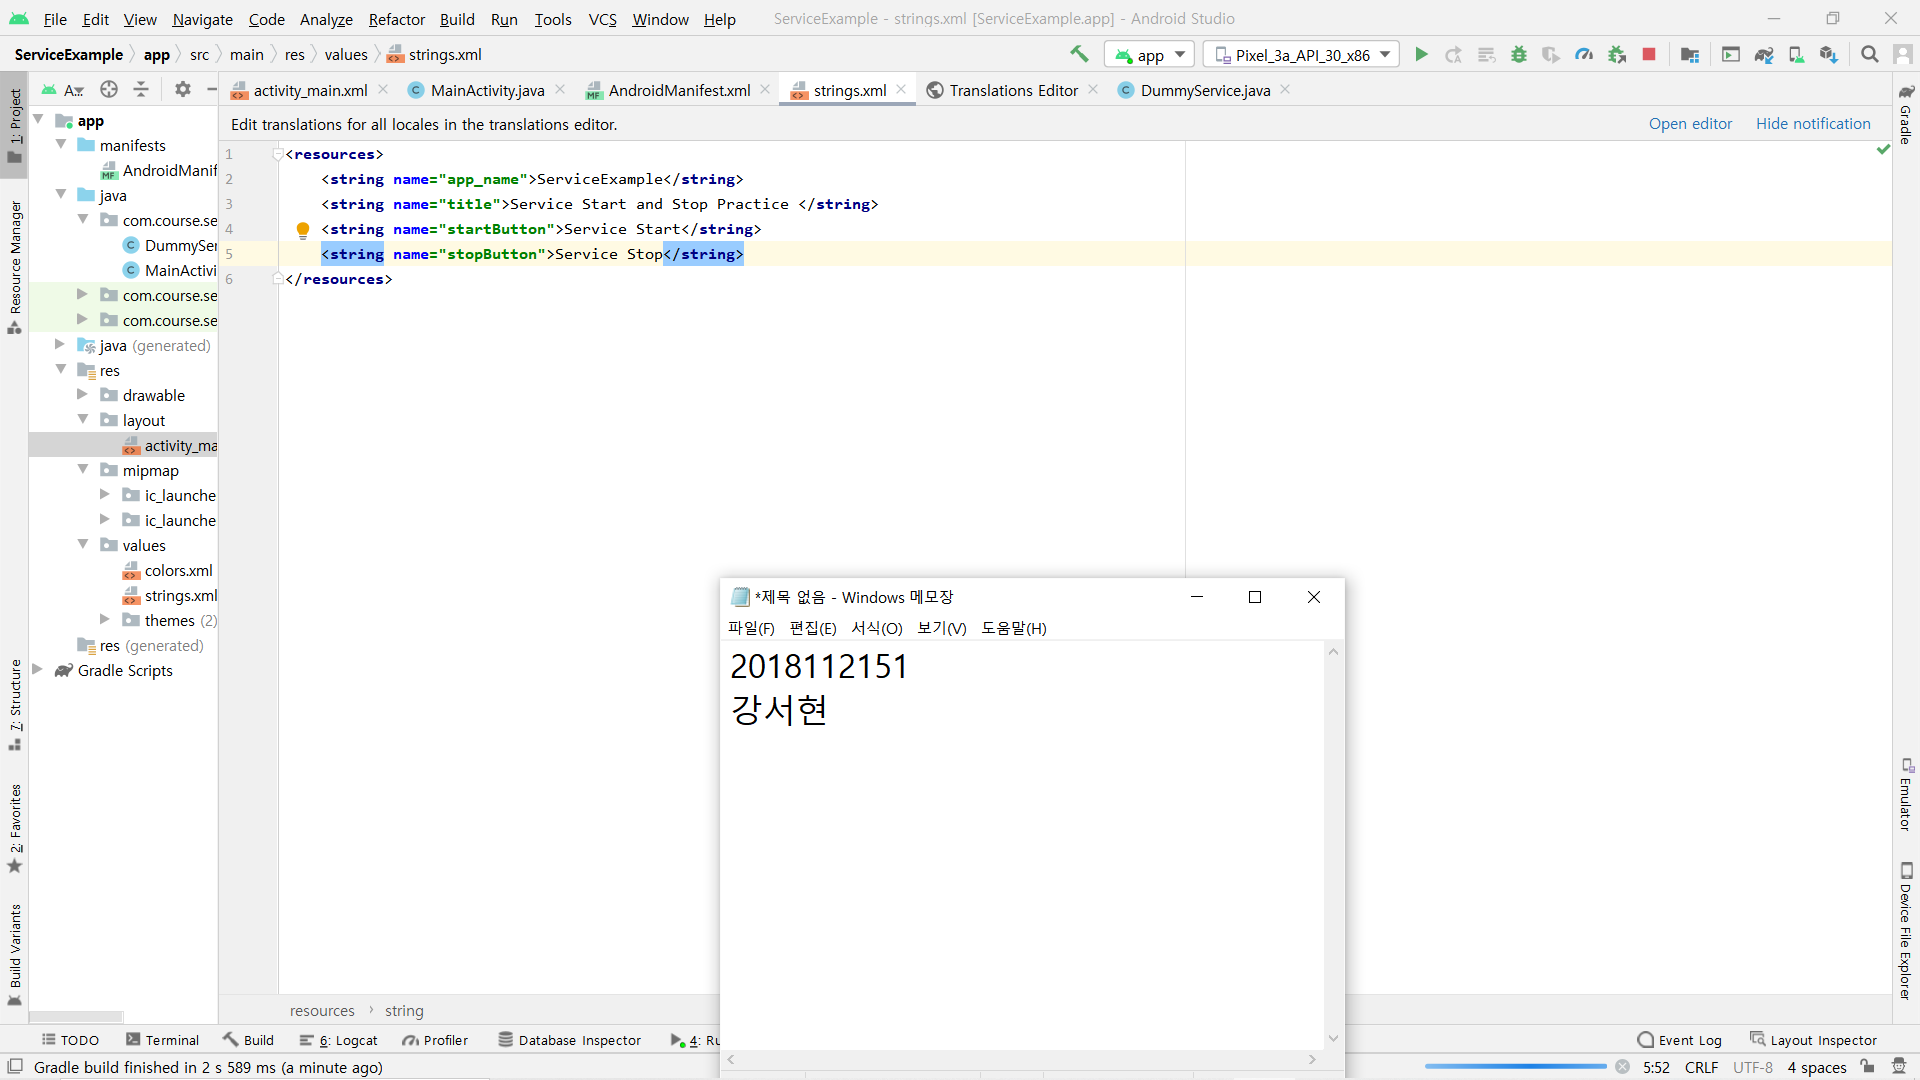 File Edit View Navigate Code Analyze Refactor Build Run Tools VCS Window Help ServiceExample - strings.xml [ServiceExample.app] - Android Studio
ServiceExample app src main res values strings.xml app Pixel_3a_API_30_x86
A... activity_main.xml MainActivity.java AndroidManifest.xml strings.xml Translations Editor DummyService.java
Edit translations for all locales in the translations editor. Open editor Hide notification
1: Project
Resource Manager
7: Structure
2: Favorites
Build Variants
app
manifests
AndroidManif
java
com.course.se
DummySer
MainActivi
com.course.se
com.course.se
java (generated)
res
drawable
layout
activity_ma
mipmap
ic_launche
ic_launche
values
colors.xml
strings.xml
themes (2)
res (generated)
Gradle Scripts
1 <resources>
2 <string name="app_name">ServiceExample</string>
3 <string name="title">Service Start and Stop Practice </string>
4 <string name="startButton">Service Start</string>
5 <string name="stopButton">Service Stop</string>
6 </resources>
Gradle
Emulator
Device File Explorer
*제목 없음 - Windows 메모장
파일(F) 편집(E) 서식(O) 보기(V) 도움말(H)
2018112151
강서현
resources string
TODO Terminal Build 6: Logcat Profiler Database Inspector 4: Ru Event Log Layout Inspector
Gradle build finished in 2 s 589 ms (a minute ago) 5:52 CRLF UTF-8 4 spaces